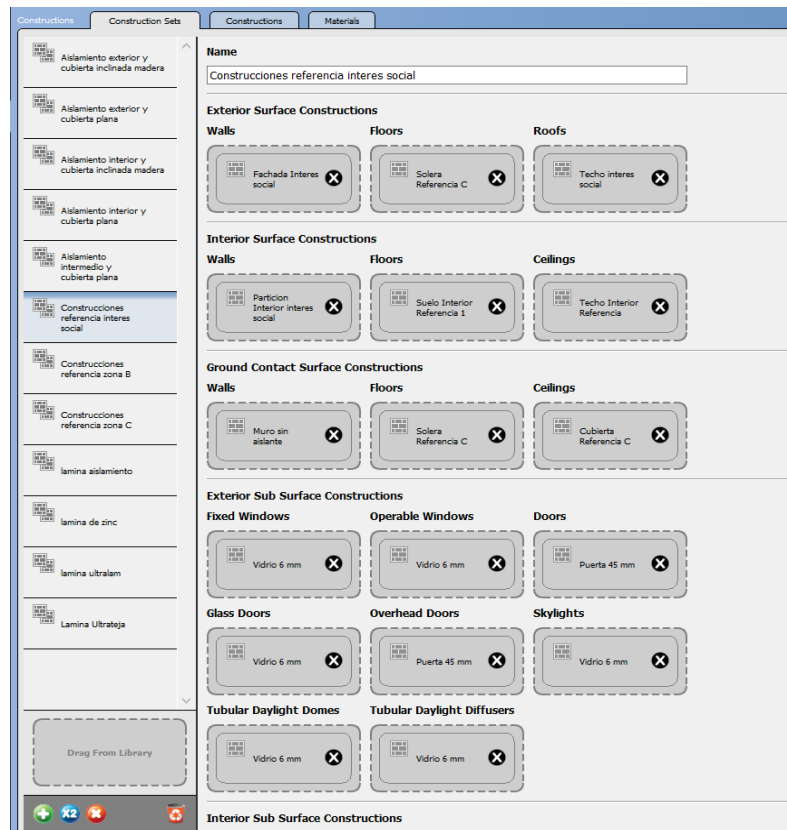 Constructions
Construction Sets
Constructions
Materials
Aislamiento exterior y
cubierta inclinada madera
Aislamiento exterior y
cubierta plana
Aislamiento interior y
cubierta inclinada madera
Aislamiento interior y
cubierta plana
Aislamiento
intermedio y
cubierta plana
Construcciones
referencia interes
social
Construcciones
referencia zona B
Construcciones
referencia zona C
lamina aislamiento
lamina de zinc
lamina ultralam
Lamina Ultrateja
Drag From Library
X2
Name
Construcciones referencia interes social
Exterior Surface Constructions
Walls
Floors
Roofs
Fachada Interes
social
Solera
Referencia C
Techo interes
social
Interior Surface Constructions
Walls
Floors
Ceilings
Particion
Interior interes
social
Suelo Interior
Referencia 1
Techo Interior
Referencia
Ground Contact Surface Constructions
Walls
Floors
Ceilings
Muro sin
aislante
Solera
Referencia C
Cubierta
Referencia C
Exterior Sub Surface Constructions
Fixed Windows
Operable Windows
Doors
Vidrio 6 mm
Vidrio 6 mm
Puerta 45 mm
Glass Doors
Overhead Doors
Skylights
Vidrio 6 mm
Puerta 45 mm
Vidrio 6 mm
Tubular Daylight Domes
Tubular Daylight Diffusers
Vidrio 6 mm
Vidrio 6 mm
Interior Sub Surface Constructions